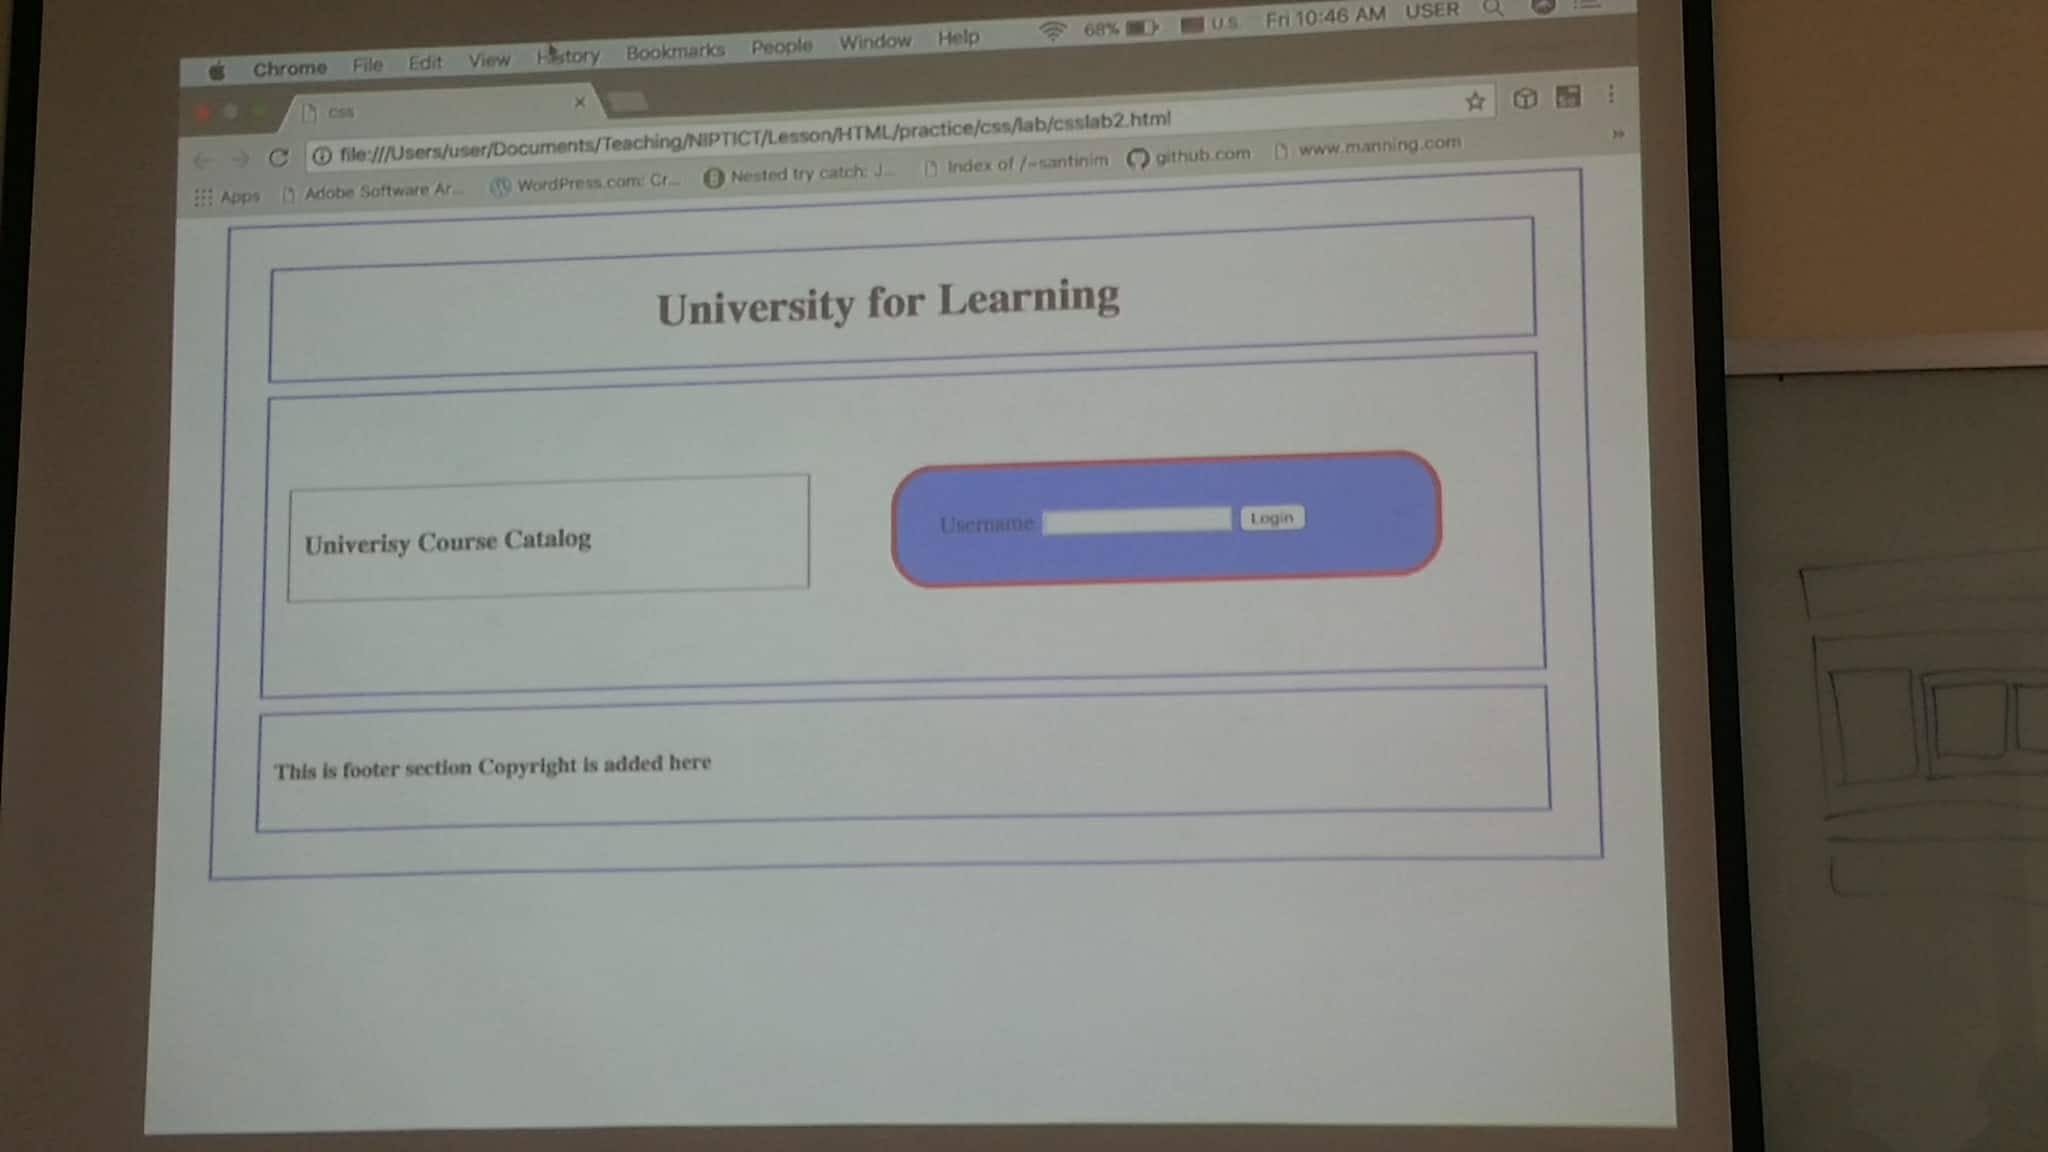 Chrome File Edit View History Bookmarks People Window Help 68% U.S. Fri 10:46 AM USER
css
file:///Users/user/Documents/Teaching/NIPTICT/Lesson/HTML/practice/css/lab/csslab2.html
Apps Adobe Software Ar... WordPress.com: Cr... Nested try catch: J... Index of /~santinim github.com www.manning.com »
University for Learning
Univerisy Course Catalog
Username Login
This is footer section Copyright is added here